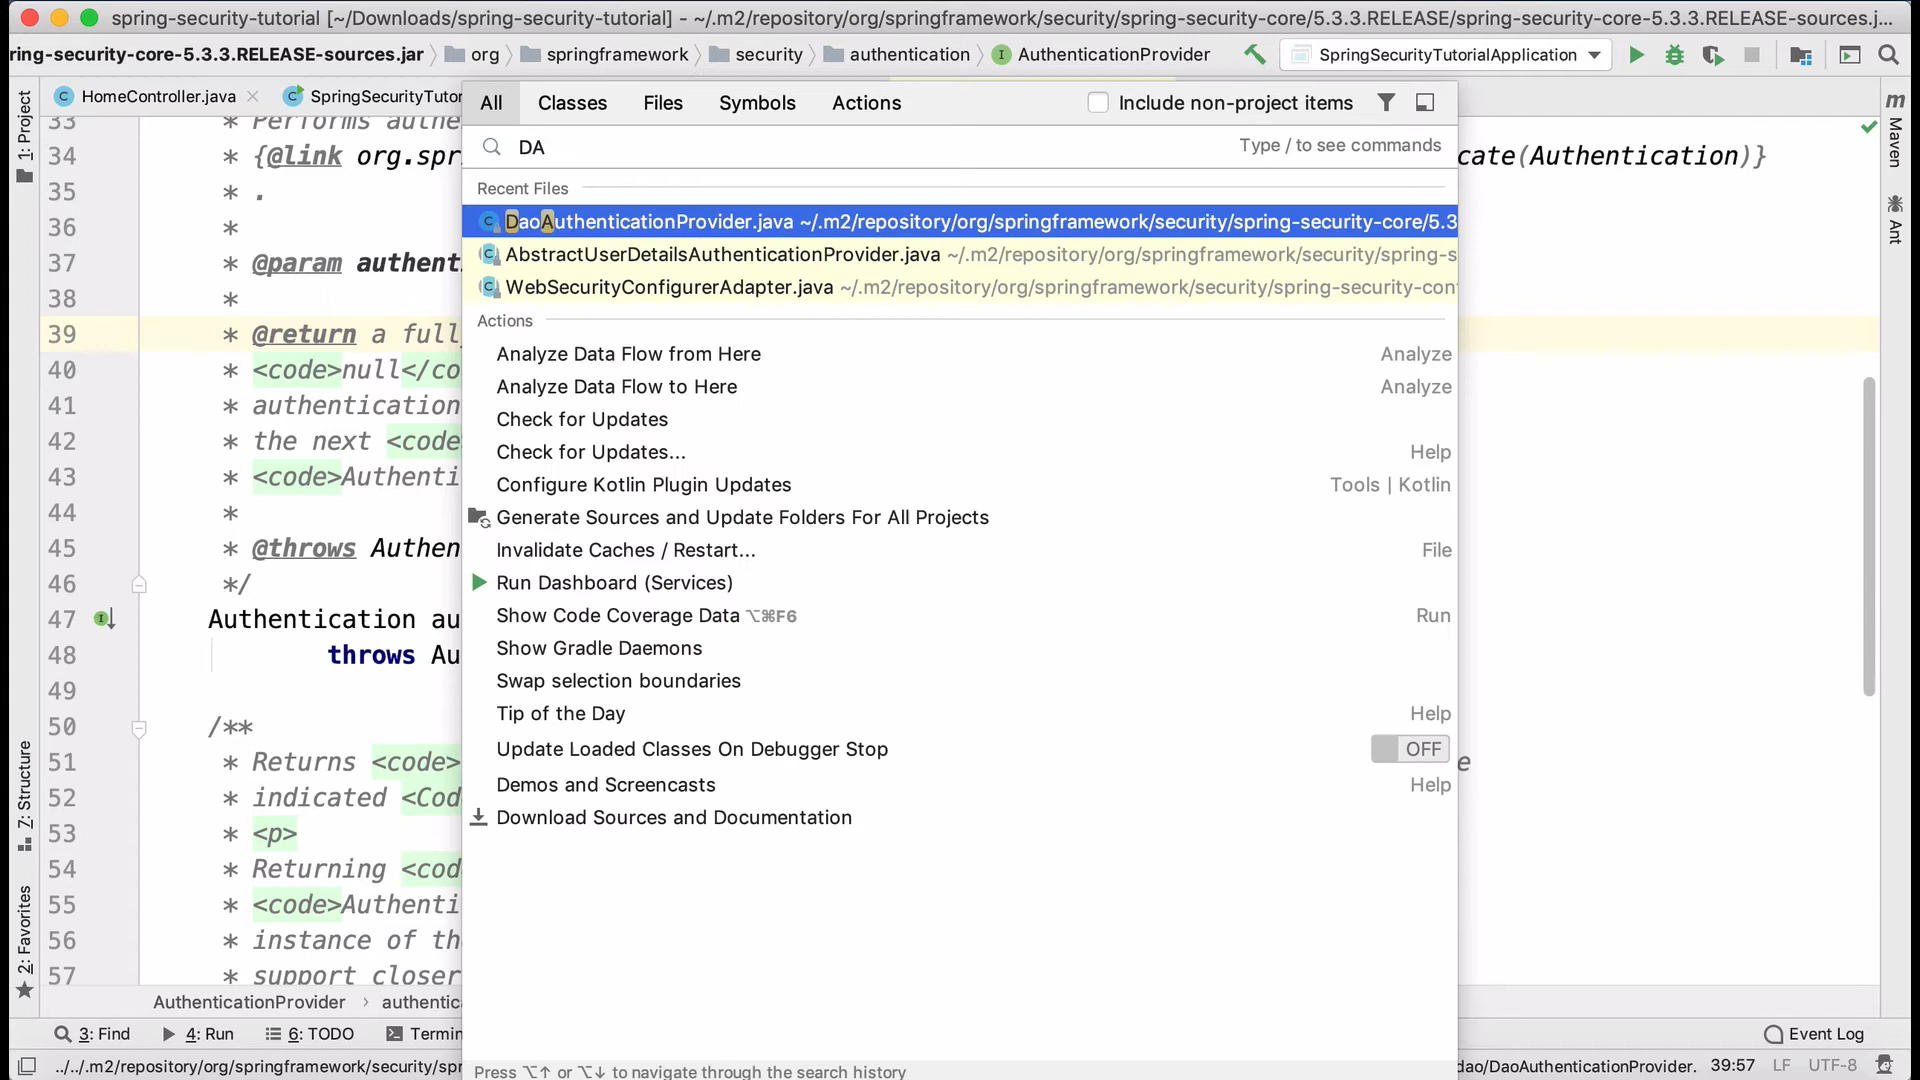 spring-security-tutorial [~/Downloads/spring-security-tutorial] - ~/.m2/repository/org/springframework/security/spring-security-core/5.3.3.RELEASE/spring-security-core-5.3.3.RELEASE-sources.j...
ring-security-core-5.3.3.RELEASE-sources.jar org springframework security authentication AuthenticationProvider SpringSecurityTutorialApplication
HomeController.java SpringSecurityTutor
All Classes Files Symbols Actions Include non-project items
DA Type / to see commands
Recent Files
DaoAuthenticationProvider.java ~/.m2/repository/org/springframework/security/spring-security-core/5.3
AbstractUserDetailsAuthenticationProvider.java ~/.m2/repository/org/springframework/security/spring-s
WebSecurityConfigurerAdapter.java ~/.m2/repository/org/springframework/security/spring-security-con
Actions
Analyze Data Flow from Here Analyze
Analyze Data Flow to Here Analyze
Check for Updates
Check for Updates... Help
Configure Kotlin Plugin Updates Tools | Kotlin
Generate Sources and Update Folders For All Projects
Invalidate Caches / Restart... File
Run Dashboard (Services)
Show Code Coverage Data ⌥⌘F6 Run
Show Gradle Daemons
Swap selection boundaries
Tip of the Day Help
Update Loaded Classes On Debugger Stop OFF
Demos and Screencasts Help
Download Sources and Documentation
Press ⌥↑ or ⌥↓ to navigate through the search history
33 * Performs authe
34 * {@link org.spr cate(Authentication)}
35 * .
36 *
37 * @param authenti
38 *
39 * @return a full
40 * <code>null</co
41 * authentication
42 * the next <code
43 * <code>Authenti
44 *
45 * @throws Authen
46 */
47 Authentication au
48 throws Au
49
50 /**
51 * Returns <code> e
52 * indicated <Cod
53 * <p>
54 * Returning <cod
55 * <code>Authenti
56 * instance of th
57 * support closer
AuthenticationProvider › authentic
1: Project
Z: Structure
2: Favorites
m Maven
Ant
3: Find 4: Run 6: TODO Termin Event Log
../../.m2/repository/org/springframework/security/spr dao/DaoAuthenticationProvider. 39:57 LF UTF-8